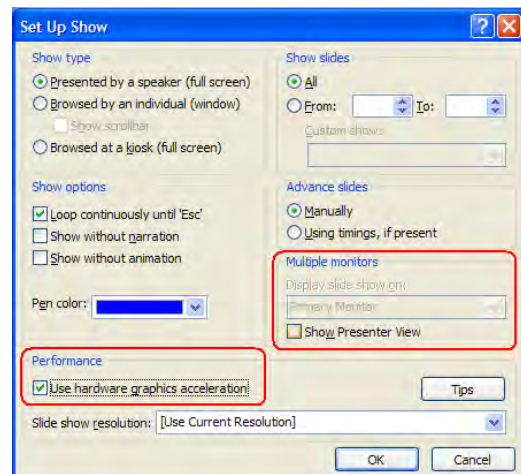 Set Up Show
Show type
Presented by a speaker (full screen)
Browsed by an individual (window)
Show scrollbar
Browsed at a kiosk (full screen)
Show slides
All
From: To:
Custom show:
Show options
Loop continuously until 'Esc'
Show without narration
Show without animation
Pen color:
Advance slides
Manually
Using timings, if present
Multiple monitors
Display slide show on:
Primary Monitor
Show Presenter View
Performance
Use hardware graphics acceleration
Tips
Slide show resolution: [Use Current Resolution]
OK Cancel